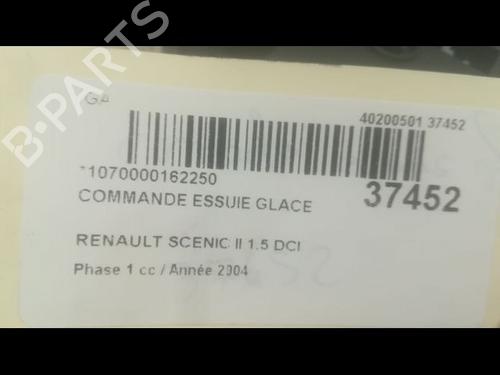 GA
40200501 37452
*1070000162250
37452
COMMANDE ESSUIE GLACE
RENAULT SCENIC II 1.5 DCI
Phase 1 cc / Année 2004
B-PARTS